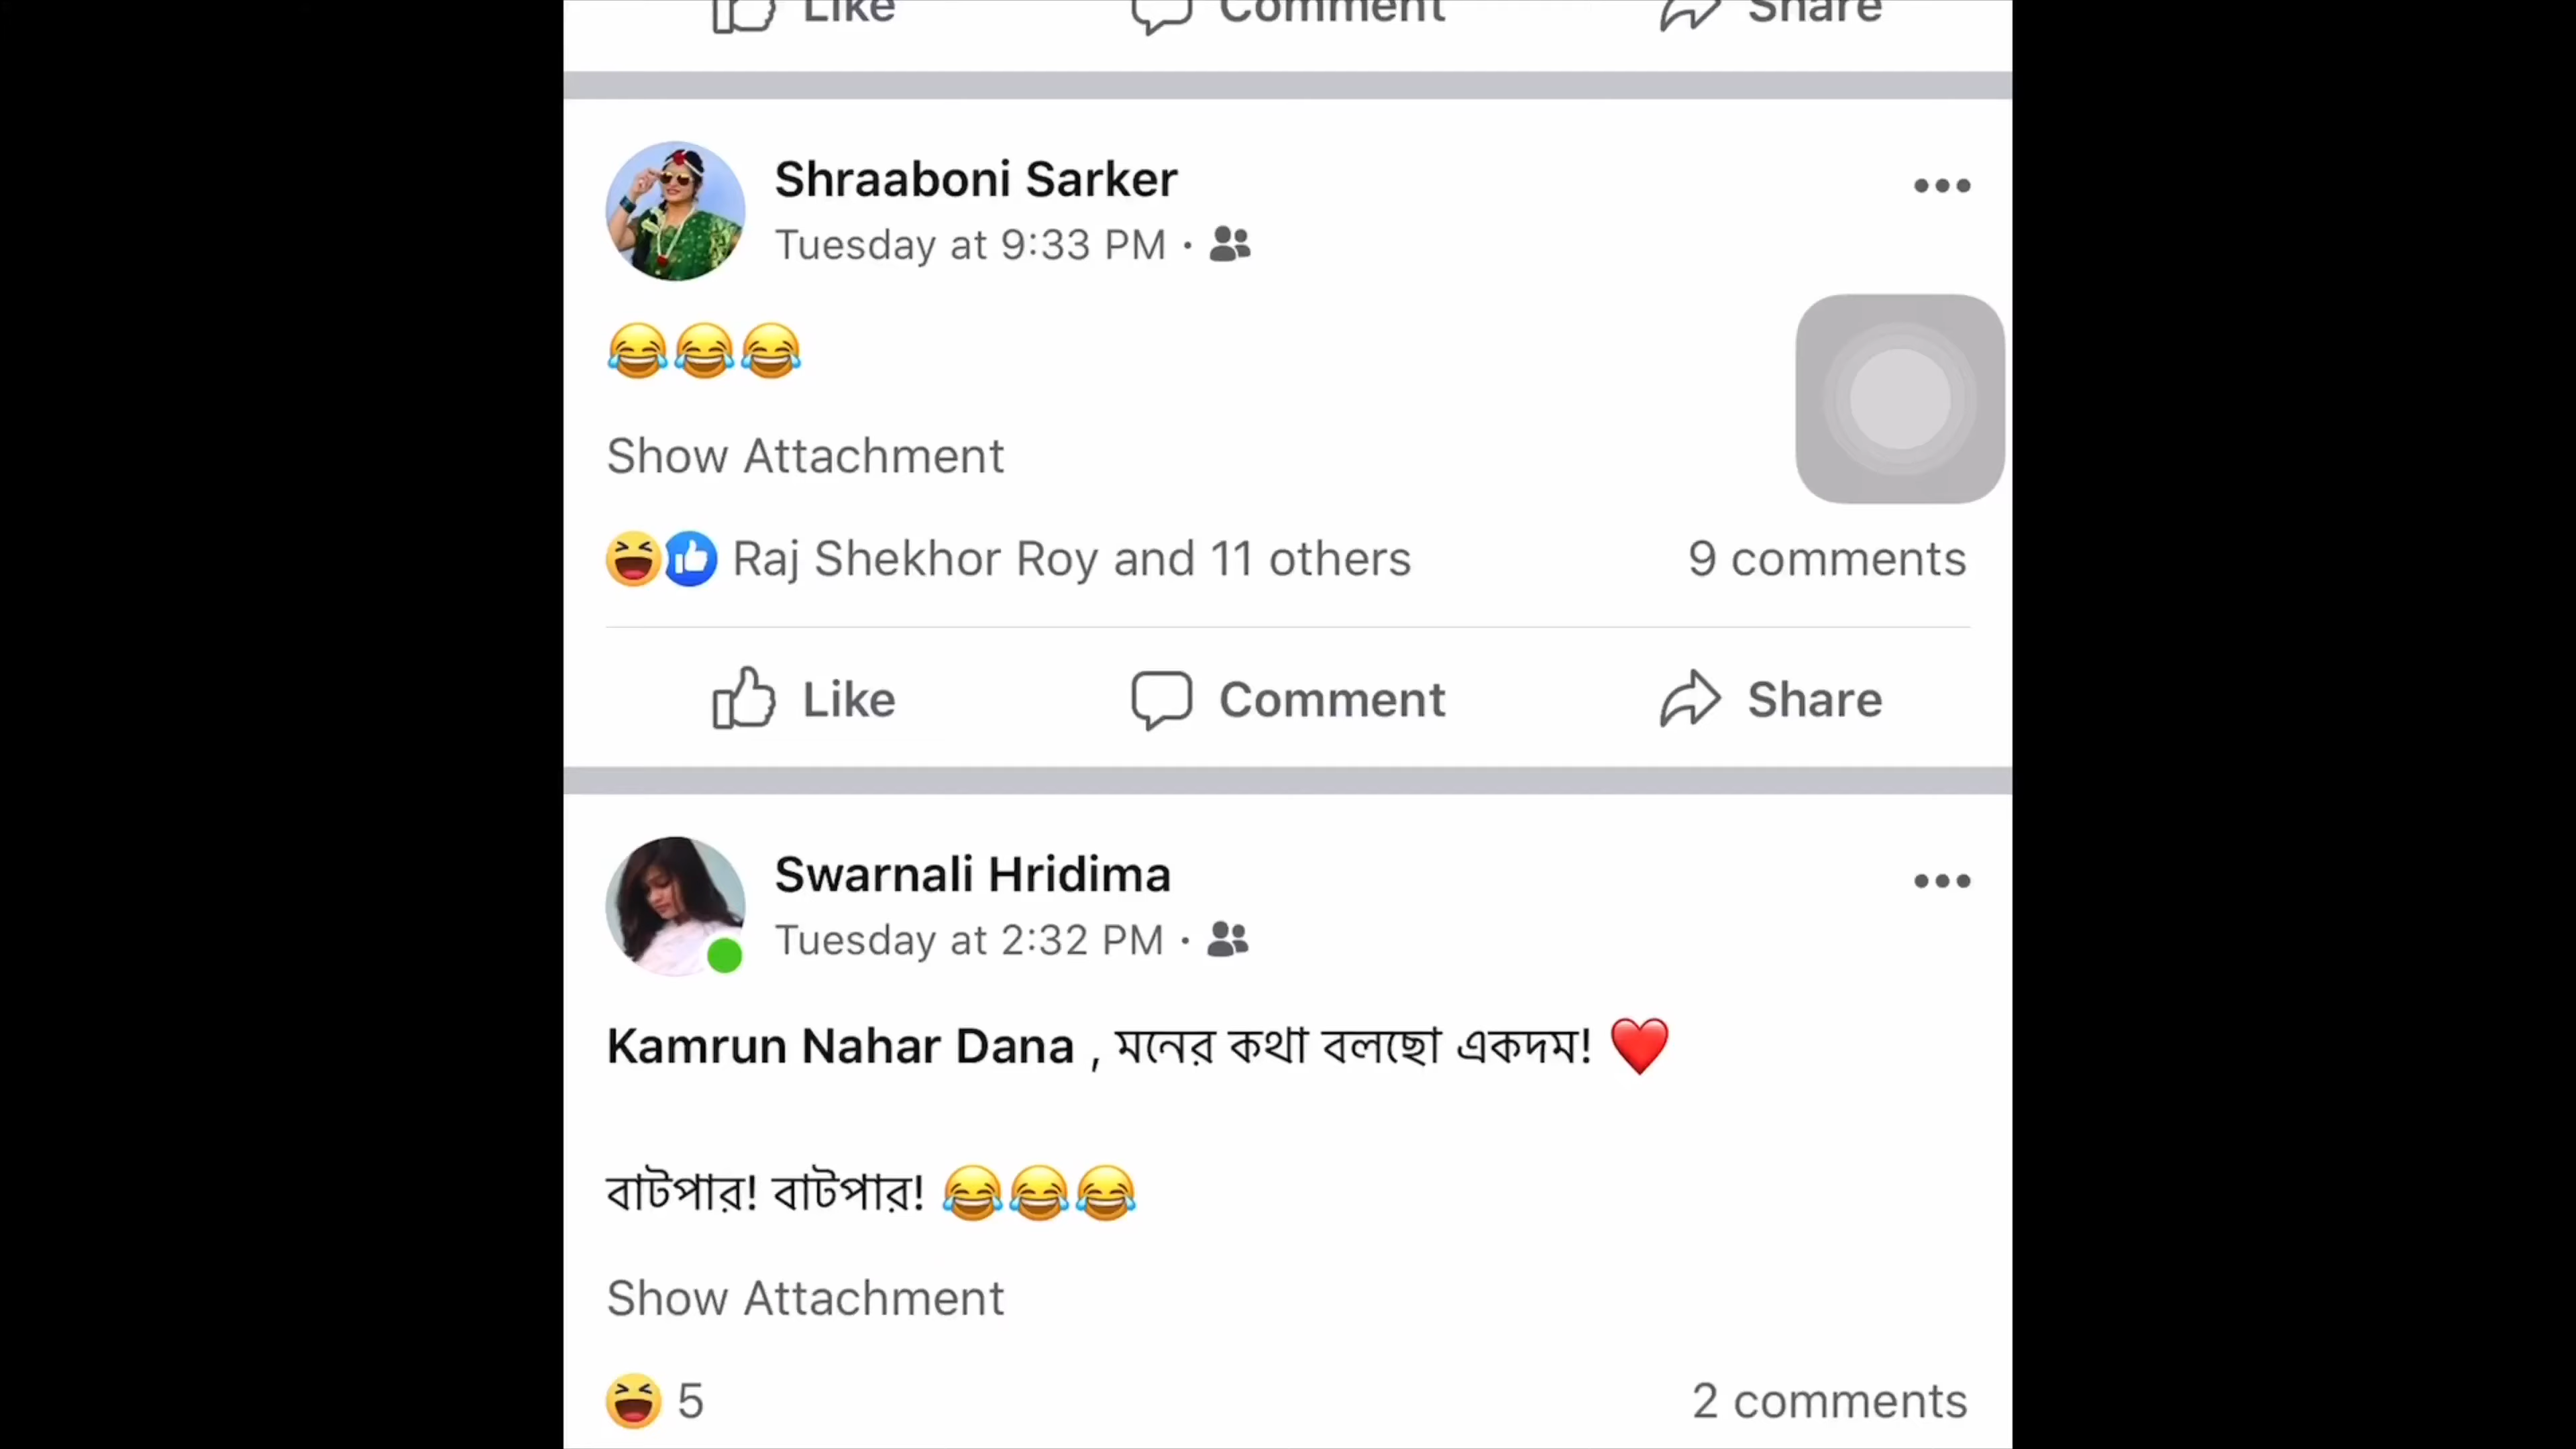 Like Comment Share
Shraaboni Sarker
Tuesday at 9:33 PM ·
😂😂😂
Show Attachment
Raj Shekhor Roy and 11 others 9 comments
Like Comment Share
Swarnali Hridima
Tuesday at 2:32 PM ·
Kamrun Nahar Dana , মনের কথা বলছো একদম! ❤️
বাটপার! বাটপার! 😂😂😂
Show Attachment
5 2 comments